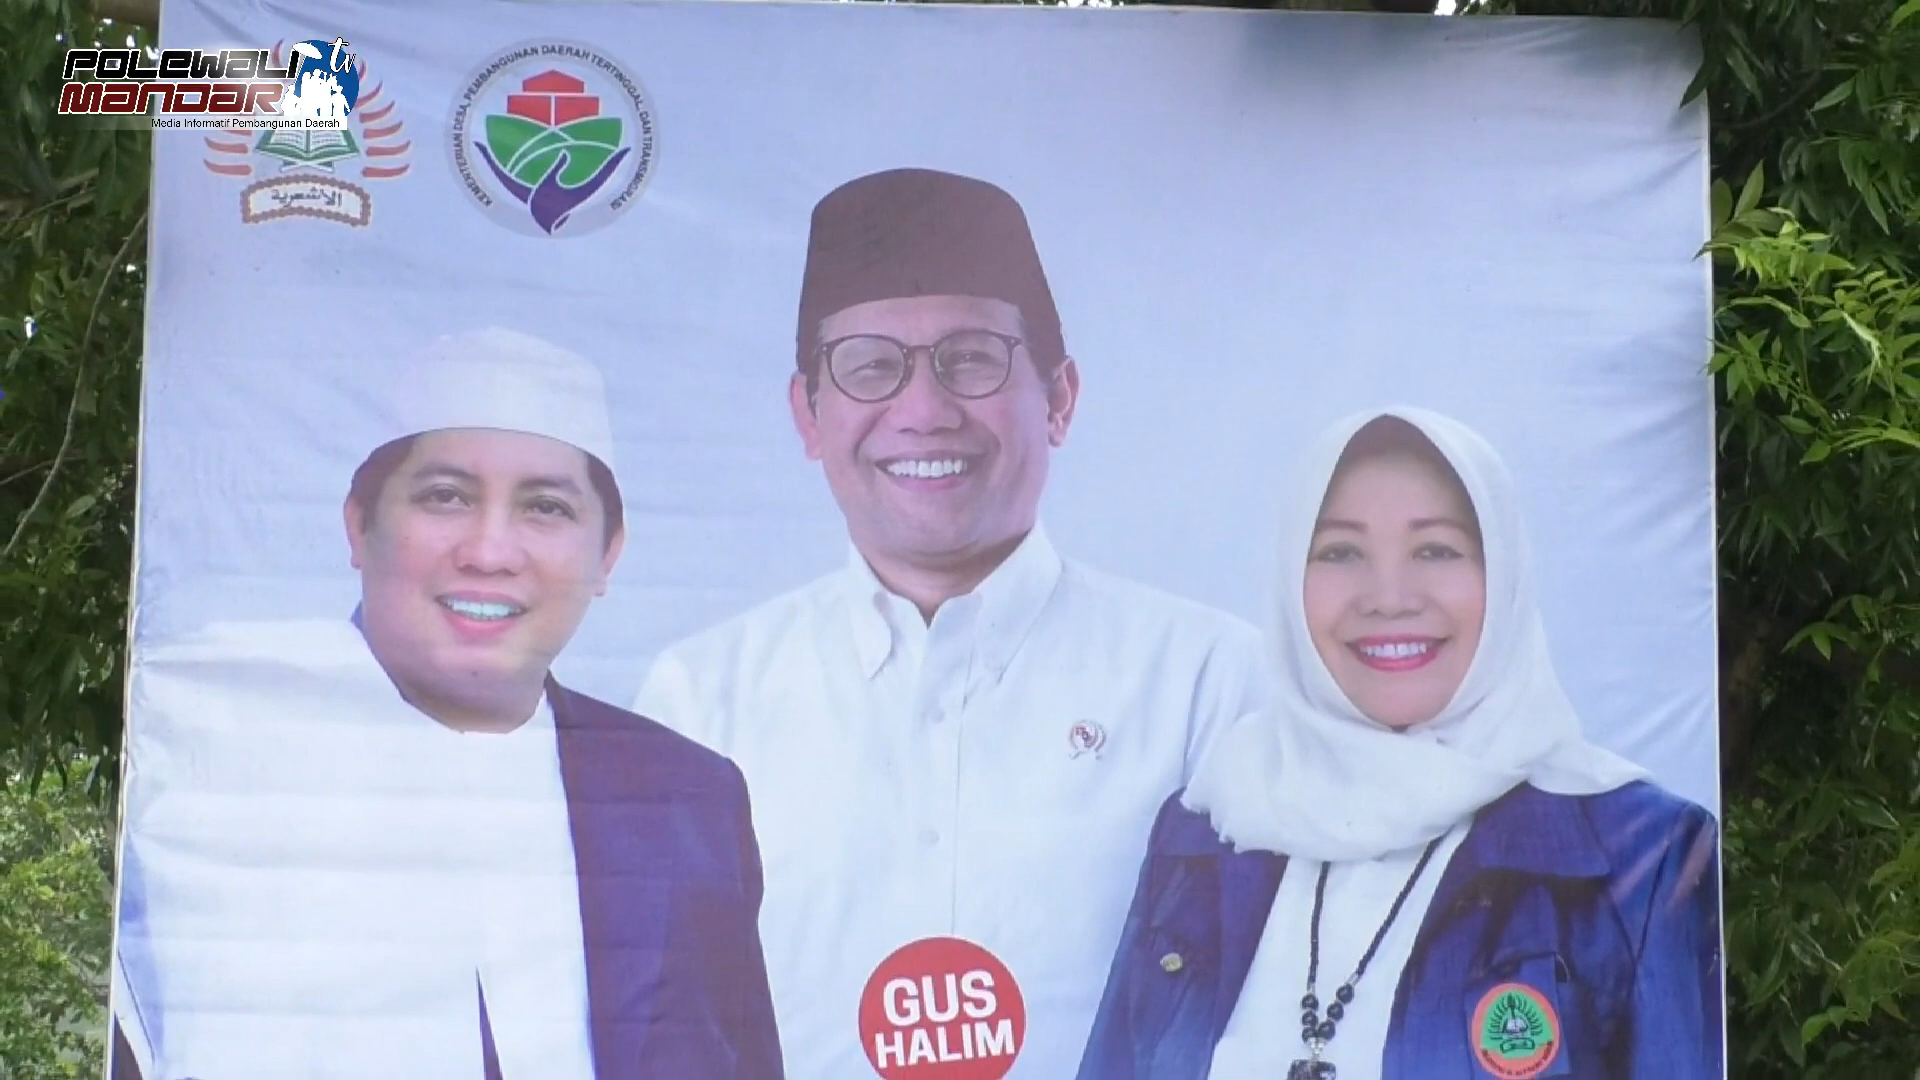 POLEWALI tv
MANDAR
Media Informatif Pembangunan Daerah
KEMENTERIAN DESA, PEMBANGUNAN DAERAH TERTINGGAL, DAN TRANSMIGRASI
الاشعرية
GUS
HALIM